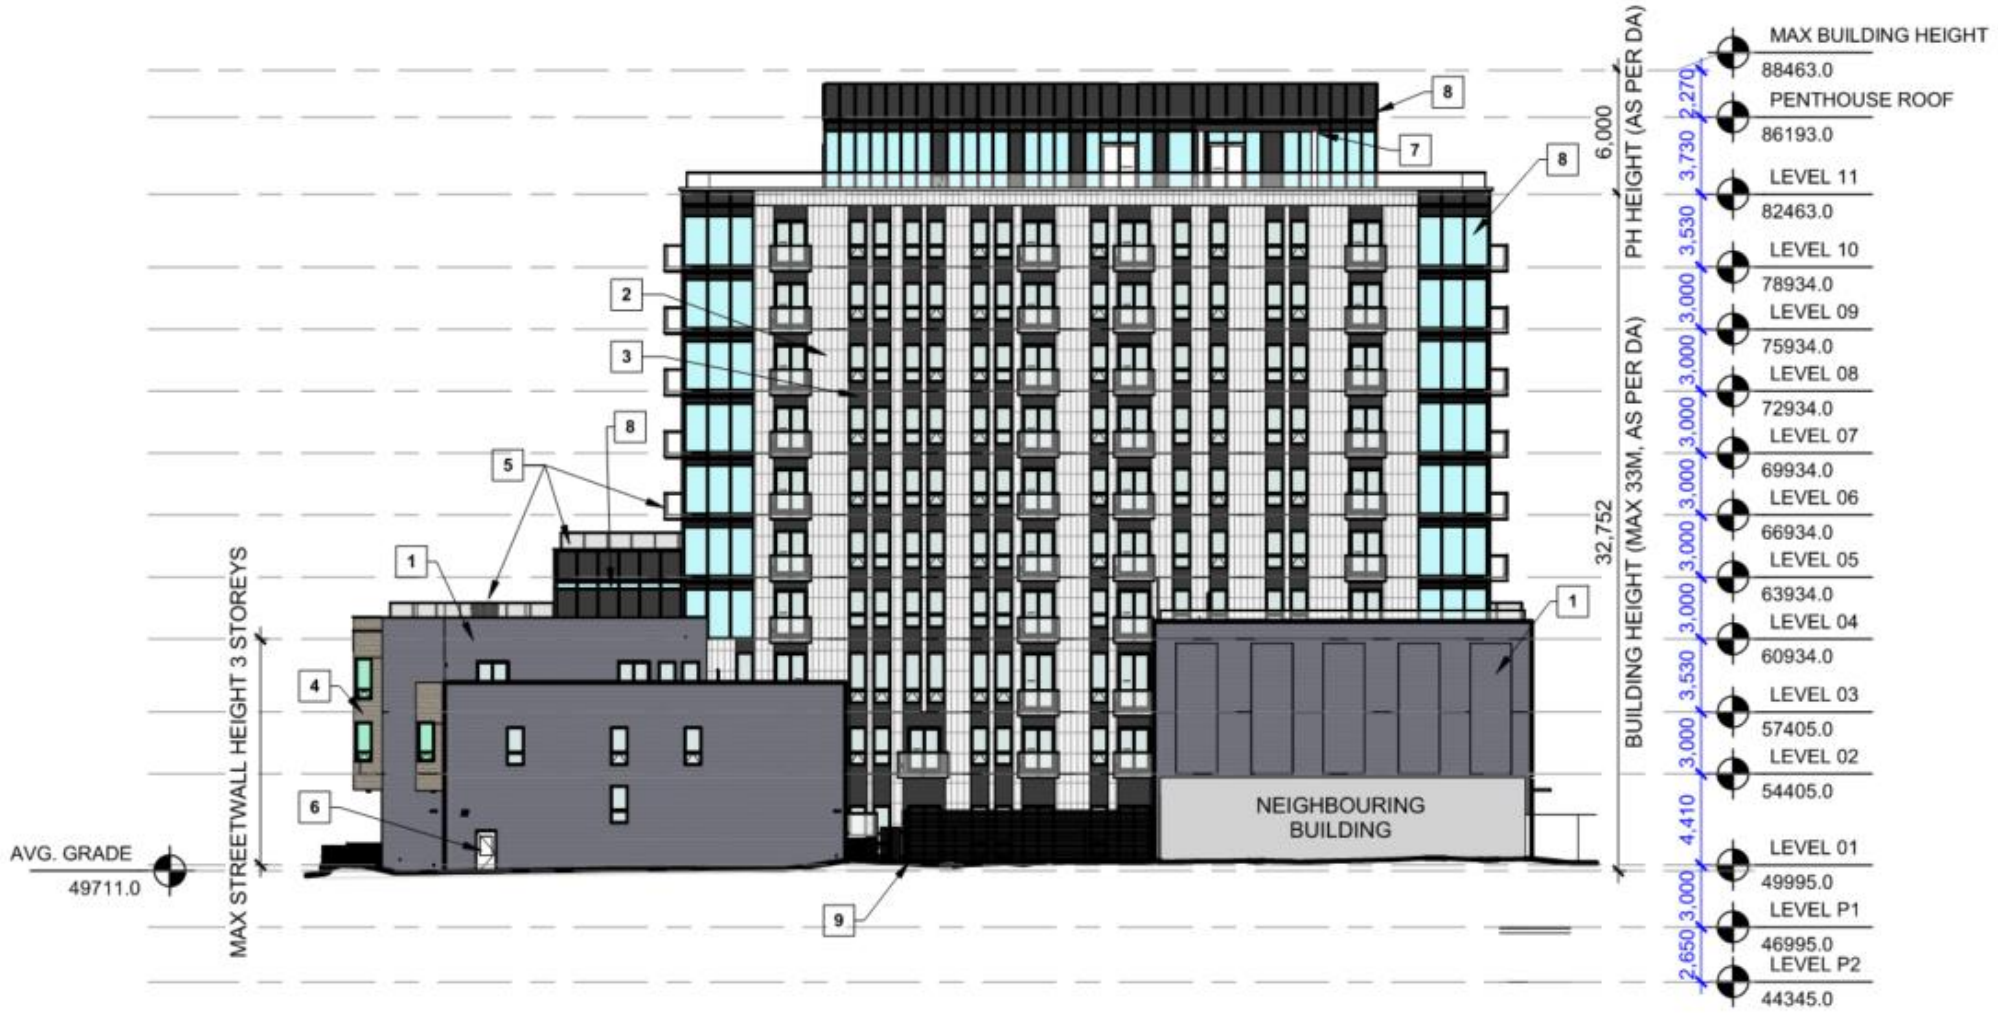 MAX BUILDING HEIGHT
88463.0
PENTHOUSE ROOF
86193.0
LEVEL 11
82463.0
LEVEL 10
78934.0
LEVEL 09
75934.0
LEVEL 08
72934.0
LEVEL 07
69934.0
LEVEL 06
66934.0
LEVEL 05
63934.0
LEVEL 04
60934.0
LEVEL 03
57405.0
LEVEL 02
54405.0
LEVEL 01
49995.0
LEVEL P1
46995.0
LEVEL P2
44345.0
2,270
3,730
3,530
3,000
3,000
3,000
3,000
3,000
3,000
3,530
3,000
4,410
3,000
2,650
PH HEIGHT (AS PER DA)
6,000
BUILDING HEIGHT (MAX 33M, AS PER DA)
32,752
8
7
8
2
3
8
5
1
1
4
6
9
NEIGHBOURING
BUILDING
MAX STREETWALL HEIGHT 3 STOREYS
AVG. GRADE
49711.0